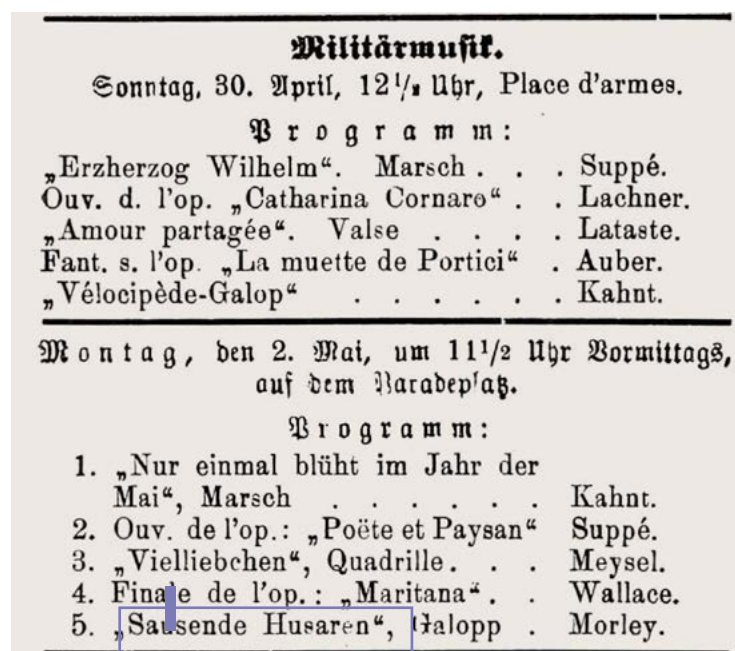 Militärmusik.
Sonntag, 30. April, 12 1/2 Uhr, Place d'armes.
Programm:
„Erzherzog Wilhelm“. Marsch . . . Suppé.
Ouv. d. l'op. „Catharina Cornaro“ . . Lachner.
„Amour partagée“. Valse . . . . Lataste.
Fant. s. l'op. „La muette de Portici“ . Auber.
„Vélocipède-Galop“ . . . . . . Kahnt.
Montag, den 2. Mai, um 11 1/2 Uhr Vormittags,
auf dem Paradeplatz.
Programm:
1. „Nur einmal blüht im Jahr der
Mai“, Marsch . . . . . . Kahnt.
2. Ouv. de l'op.: „Poëte et Paysan“ Suppé.
3. „Vielliebchen“, Quadrille. . . Meysel.
4. Finale de l'op.: „Maritana“. . Wallace.
5. „Sausende Husaren“, Galopp . Morley.